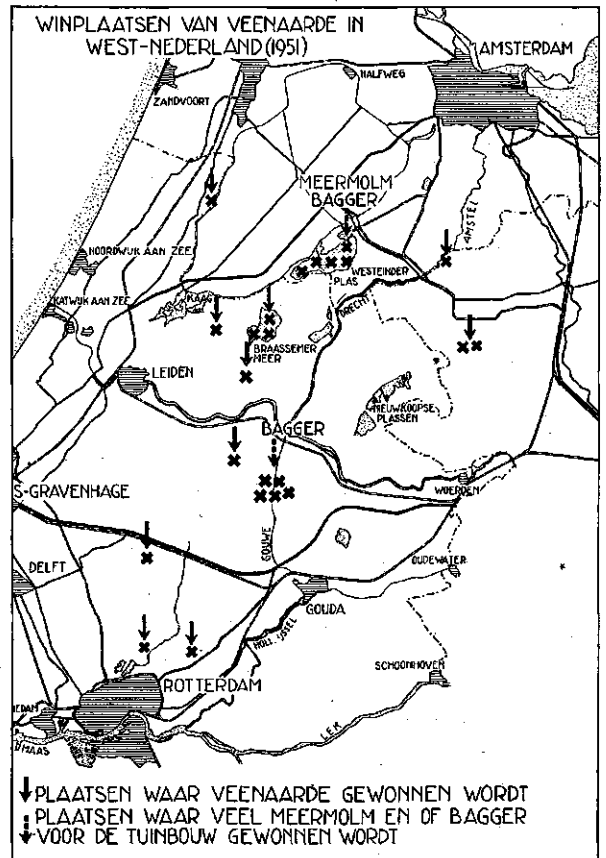 WINPLAATSEN VAN VEENAARDE IN
WEST-NEDERLAND (1951)
AMSTERDAM
HALFWEG
ZANDVOORT
MEERMOLM
BAGGER
AMSTEL
NOORDWIJK AAN ZEE
WESTEINDER
PLAS
KAAG
DRECHT
KATWIJK AAN ZEE
BRAASSEMER
MEER
LEIDEN
NIEUWKOOPSE
PLASSEN
BAGGER
WOERDEN
S-GRAVENHAGE
GOUWE
OUDEWATER
DELFT
GOUDA
HOLL. IJSSEL
SCHOONHOVEN
ROTTERDAM
IEDAM
LEK
MAAS
PLAATSEN WAAR VEENAARDE GEWONNEN WORDT
PLAATSEN WAAR VEEL MEERMOLM EN OF BAGGER
VOOR DE TUINBOUW GEWONNEN WORDT